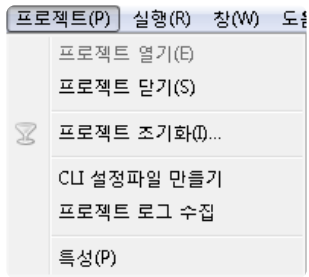 프로젝트(P) 실행(R) 창(W)
프로젝트 열기(E)
프로젝트 닫기(S)
프로젝트 초기화(I)...
CLI 설정파일 만들기
프로젝트 로그 수집
특성(P)